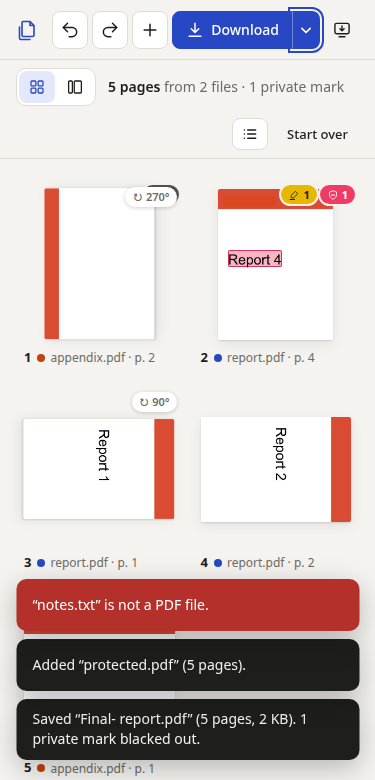 Download
5 pages from 2 files · 1 private mark
Start over
270°
1 1
Report 4
1 appendix.pdf · p. 2
2 report.pdf · p. 4
90°
Report 1
Report 2
3 report.pdf · p. 1
4 report.pdf · p. 2
“notes.txt” is not a PDF file.
Added “protected.pdf” (5 pages).
Saved “Final- report.pdf” (5 pages, 2 KB). 1
private mark blacked out.
5 appendix.pdf · p. 1